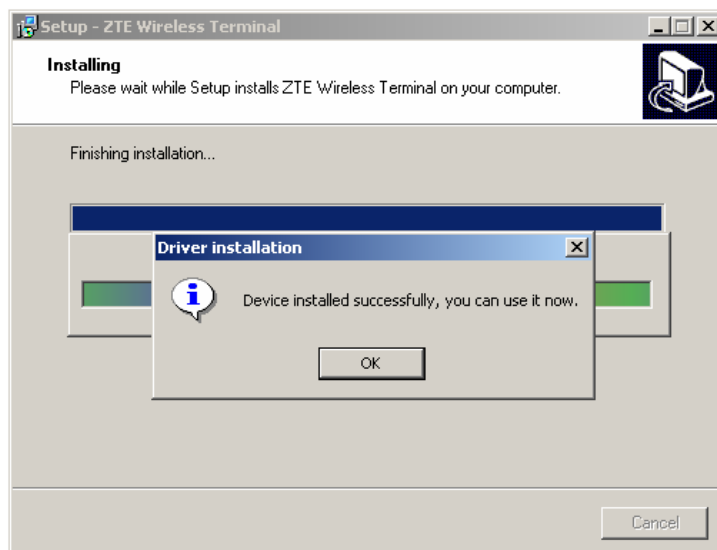 Setup - ZTE Wireless Terminal
Installing
Please wait while Setup installs ZTE Wireless Terminal on your computer.
Finishing installation...
Driver installation
Device installed successfully, you can use it now.
OK
Cancel